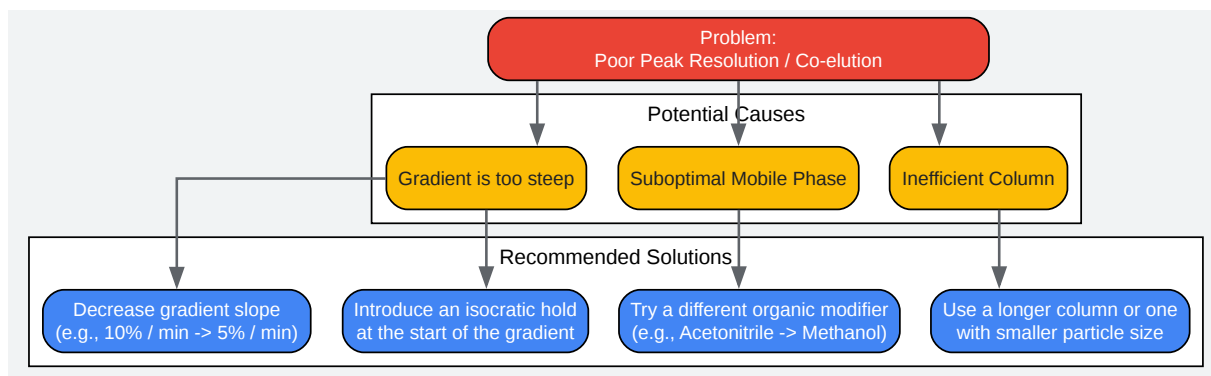 Problem:
Poor Peak Resolution / Co-elution
Potential Causes
Gradient is too steep
Suboptimal Mobile Phase
Inefficient Column
Recommended Solutions
Decrease gradient slope
(e.g., 10% / min -> 5% / min)
Introduce an isocratic hold
at the start of the gradient
Try a different organic modifier
(e.g., Acetonitrile -> Methanol)
Use a longer column or one
with smaller particle size